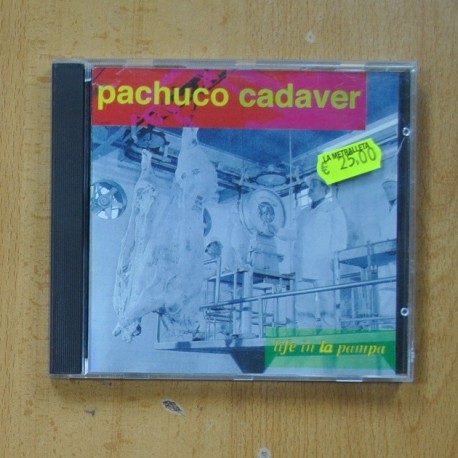 pachuco cadaver
LA METRALLETA
€ 25.00
life in la pampa